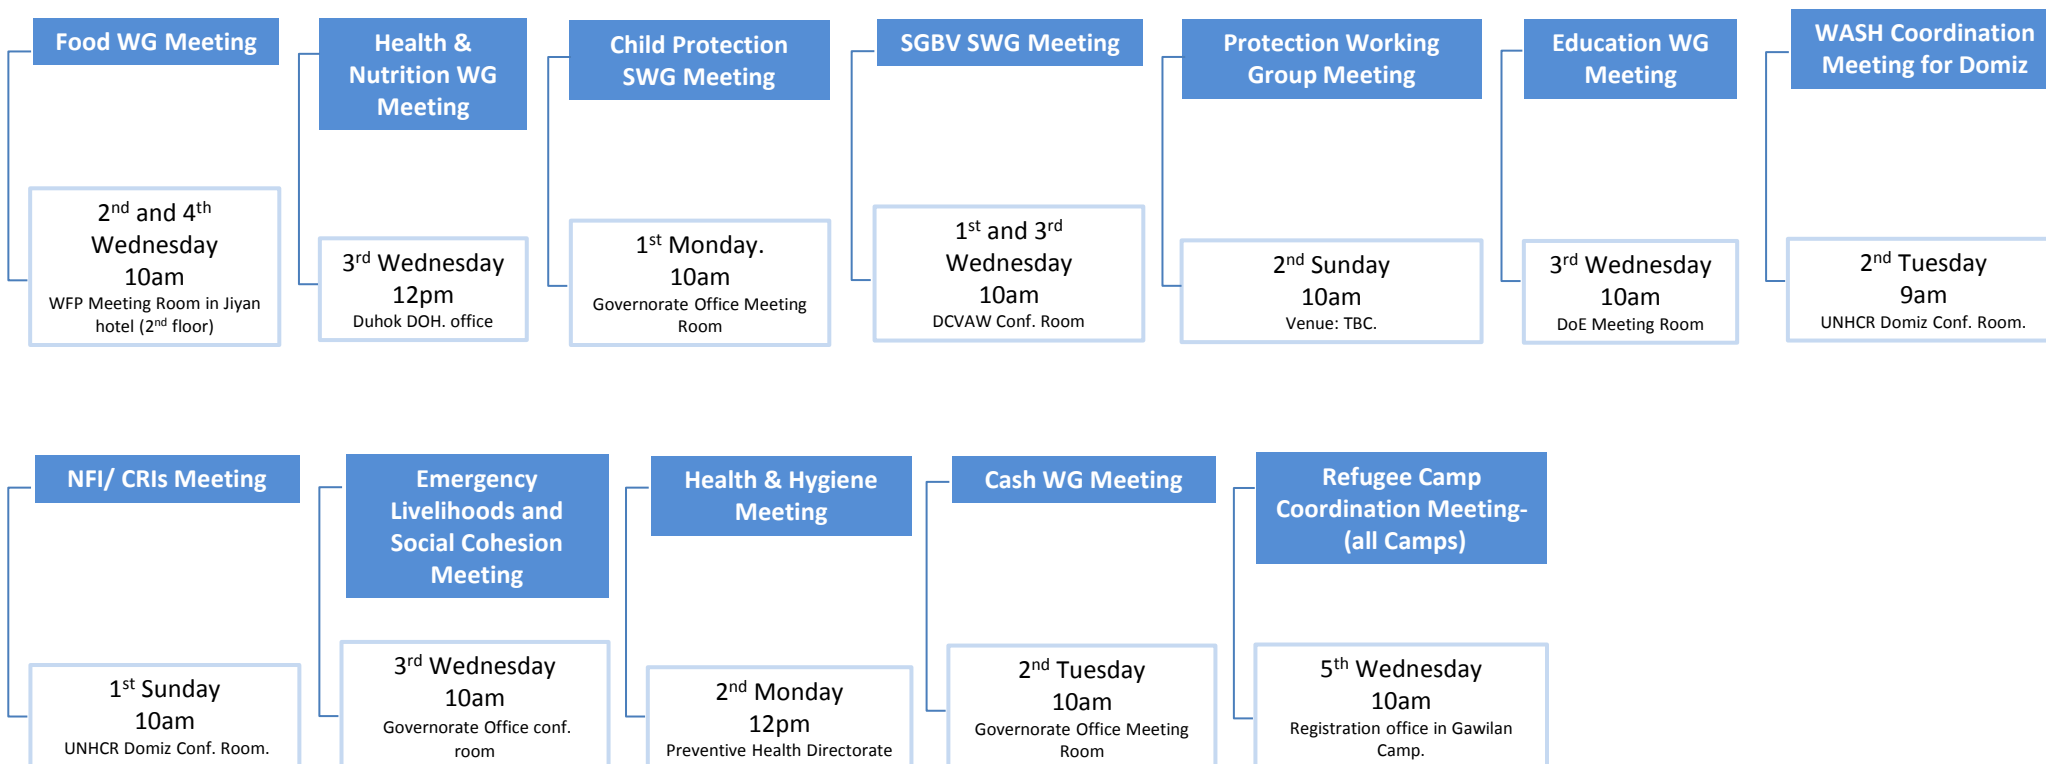 Food WG Meeting
2nd and 4th
Wednesday
10am
WFP Meeting Room in Jiyan
hotel (2nd floor)
Health &
Nutrition WG
Meeting
3rd Wednesday
12pm
Duhok DOH. office
Child Protection
SWG Meeting
1st Monday.
10am
Governorate Office Meeting
Room
SGBV SWG Meeting
1st and 3rd
Wednesday
10am
DCVAW Conf. Room
Protection Working
Group Meeting
2nd Sunday
10am
Venue: TBC.
Education WG
Meeting
3rd Wednesday
10am
DoE Meeting Room
WASH Coordination
Meeting for Domiz
2nd Tuesday
9am
UNHCR Domiz Conf. Room.
NFI/ CRIs Meeting
1st Sunday
10am
UNHCR Domiz Conf. Room.
Emergency
Livelihoods and
Social Cohesion
Meeting
3rd Wednesday
10am
Governorate Office conf.
room
Health & Hygiene
Meeting
2nd Monday
12pm
Preventive Health Directorate
Cash WG Meeting
2nd Tuesday
10am
Governorate Office Meeting
Room
Refugee Camp
Coordination Meeting-
(all Camps)
5th Wednesday
10am
Registration office in Gawilan
Camp.